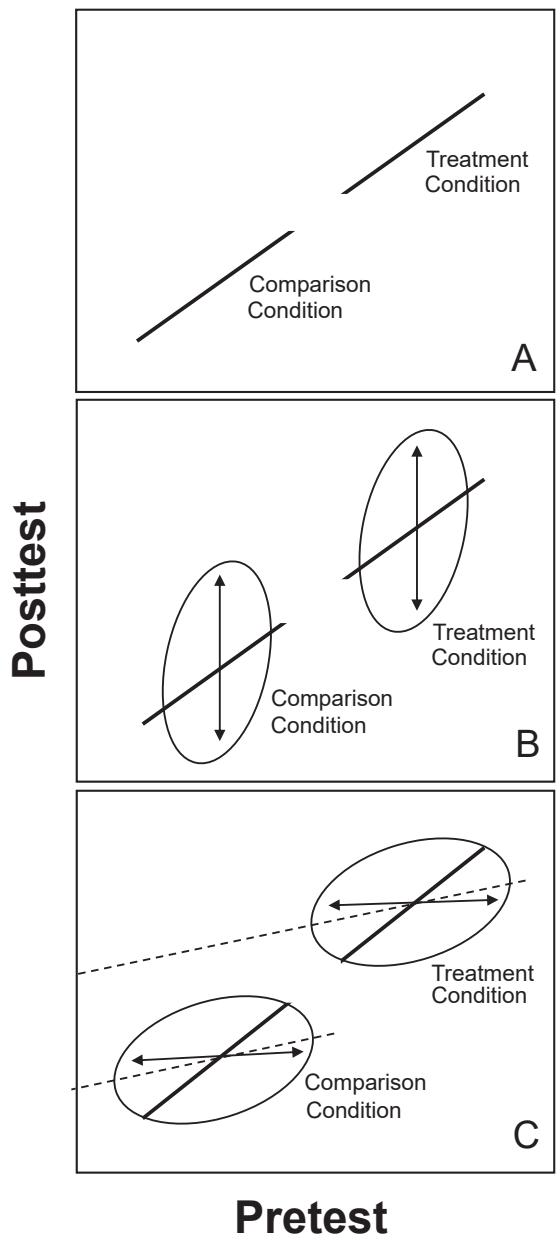 Treatment
Condition
Comparison
Condition
A
Posttest
Treatment
Condition
Comparison
Condition
B
Treatment
Condition
Comparison
Condition
C
Pretest